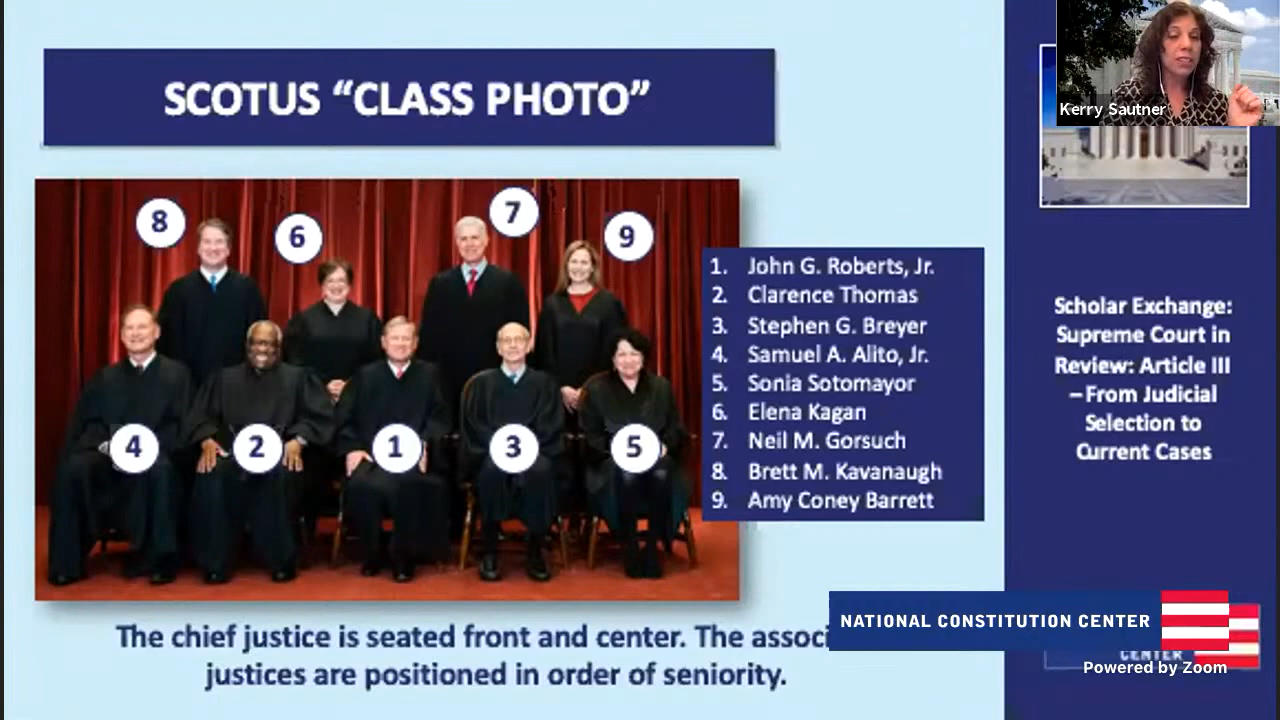 SCOTUS “CLASS PHOTO”
Kerry Sautner
8
6
7
9
4
2
1
3
5
1. John G. Roberts, Jr.
2. Clarence Thomas
3. Stephen G. Breyer
4. Samuel A. Alito, Jr.
5. Sonia Sotomayor
6. Elena Kagan
7. Neil M. Gorsuch
8. Brett M. Kavanaugh
9. Amy Coney Barrett
Scholar Exchange:
Supreme Court in
Review: Article III
– From Judicial
Selection to
Current Cases
The chief justice is seated front and center. The associ
justices are positioned in order of seniority.
NATIONAL CONSTITUTION CENTER
CENTER
Powered by Zoom